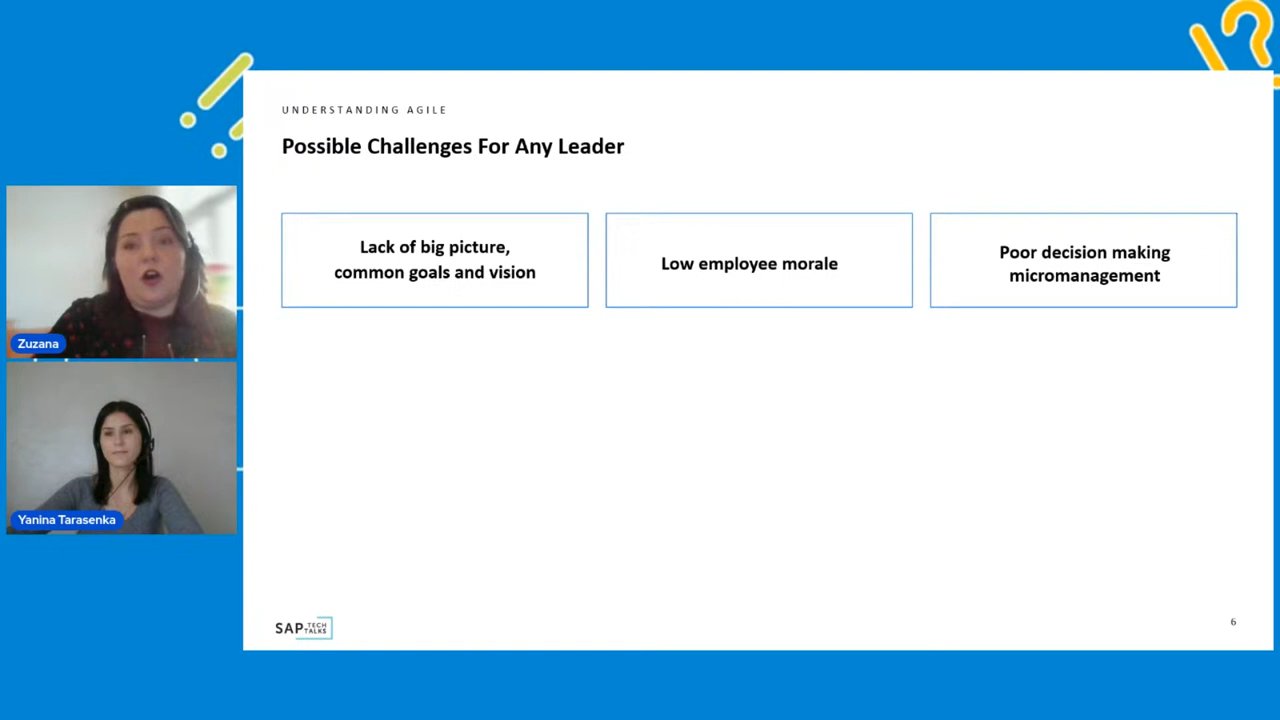 UNDERSTANDING AGILE
Possible Challenges For Any Leader
Lack of big picture,
common goals and vision
Low employee morale
Poor decision making
micromanagement
Zuzana
Yanina Tarasenka
SAP TECH
TALKS
6